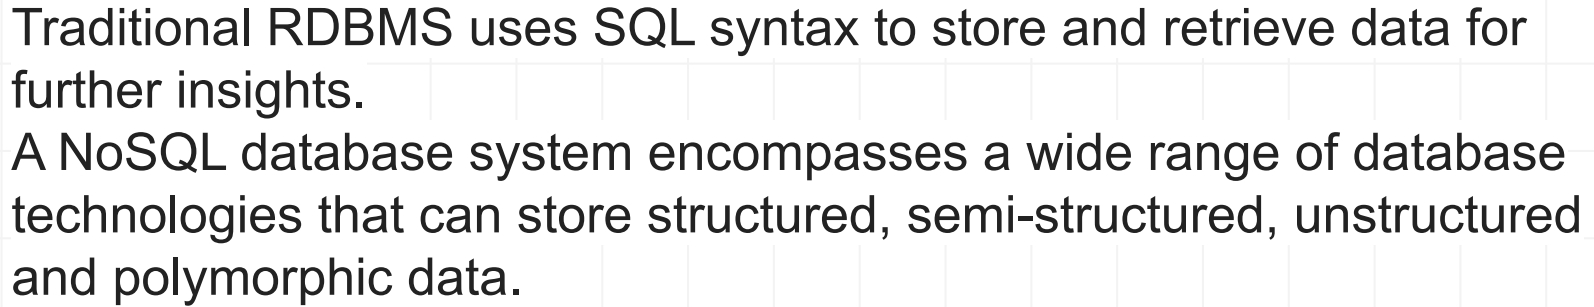 Traditional RDBMS uses SQL syntax to store and retrieve data for
further insights.
A NoSQL database system encompasses a wide range of database
technologies that can store structured, semi-structured, unstructured
and polymorphic data.